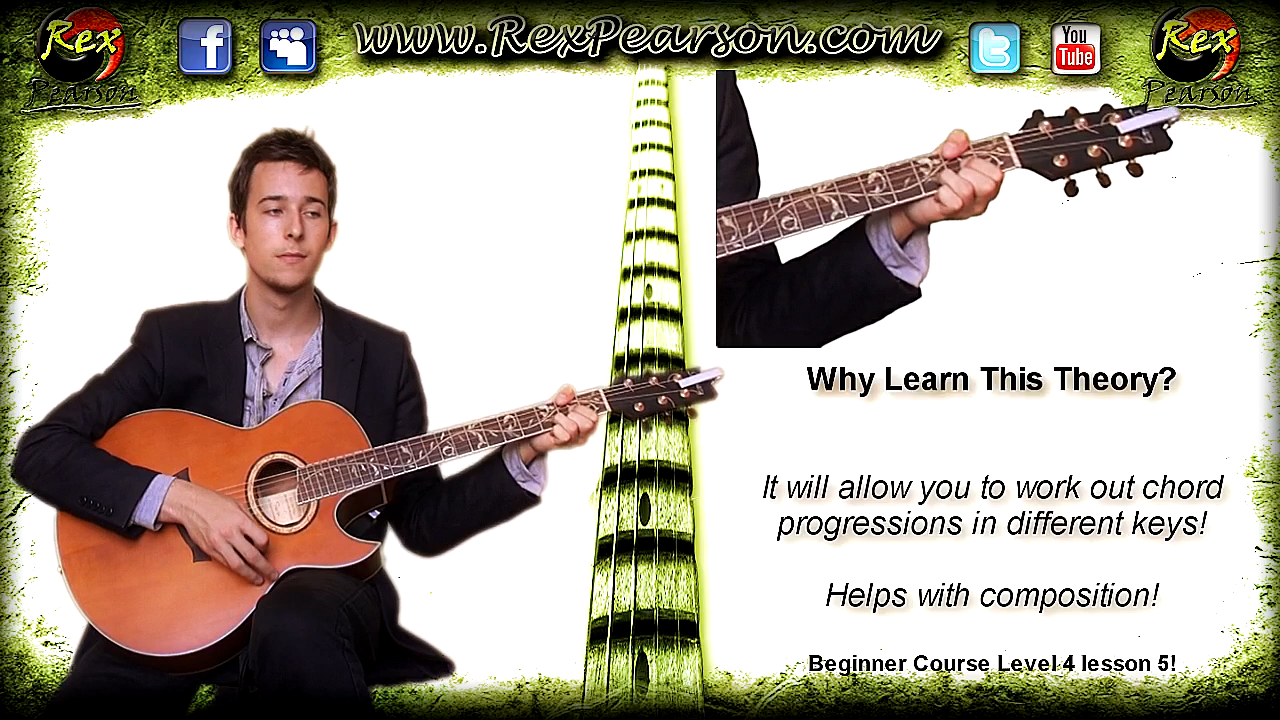 Rex
Pearson
f
www.RexPearson.com
t
You
Tube
Rex
Pearson
Why Learn This Theory?
It will allow you to work out chord
progressions in different keys!
Helps with composition!
Beginner Course Level 4 lesson 5!